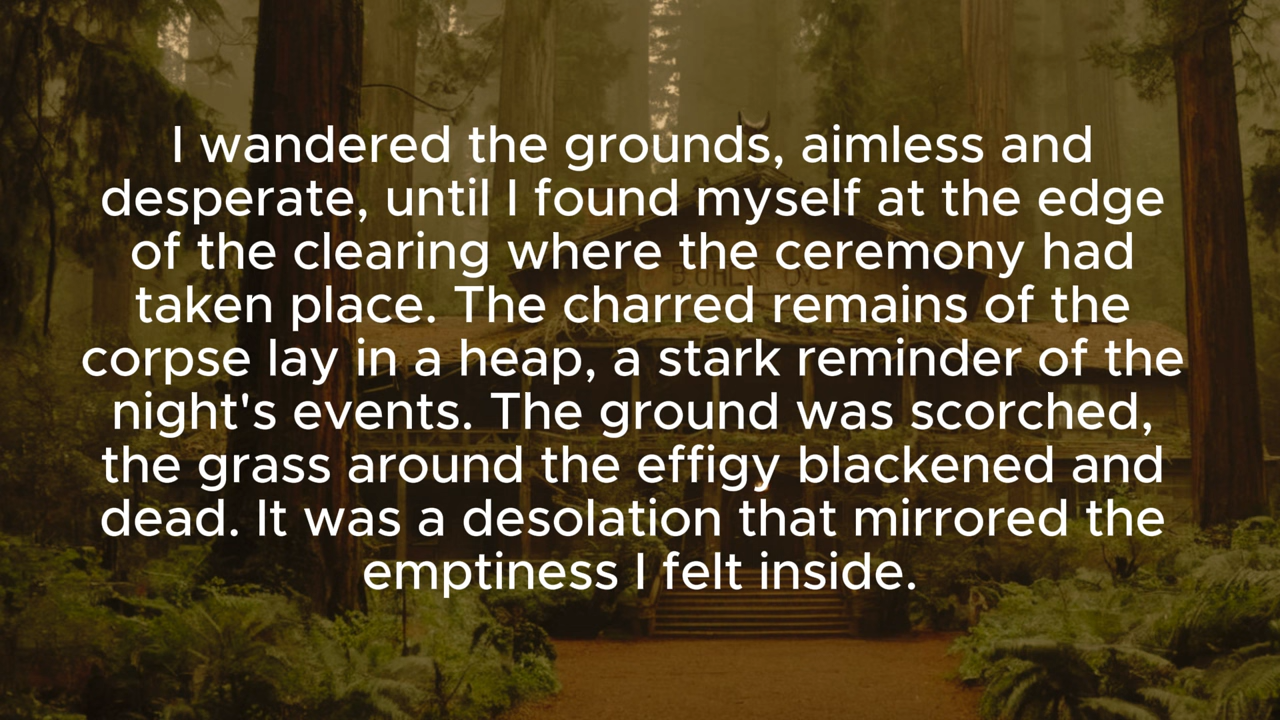 I wandered the grounds, aimless and
desperate, until I found myself at the edge
of the clearing where the ceremony had
taken place. The charred remains of the
corpse lay in a heap, a stark reminder of the
night's events. The ground was scorched,
the grass around the effigy blackened and
dead. It was a desolation that mirrored the
emptiness I felt inside.